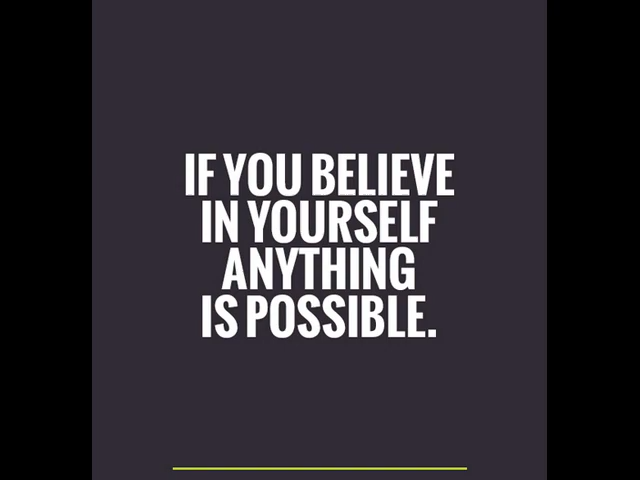 IF YOU BELIEVE
IN YOURSELF
ANYTHING
IS POSSIBLE.